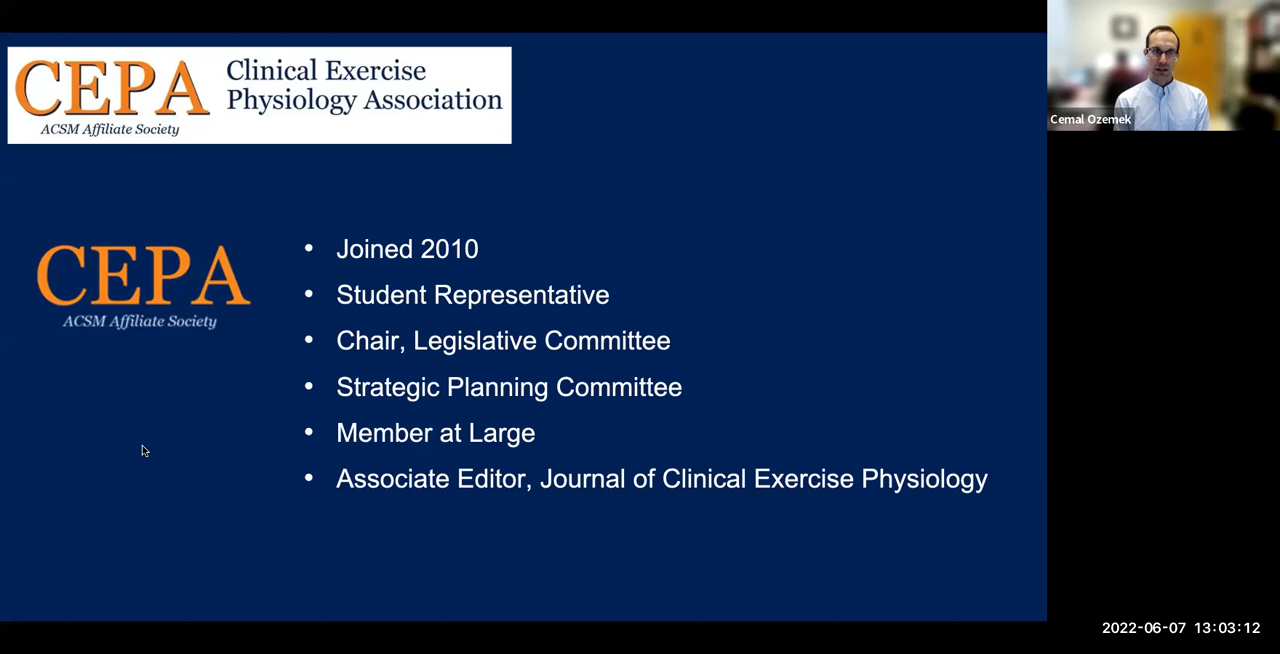 CEPA
Clinical Exercise
Physiology Association
ACSM Affiliate Society
Cemal Ozemek
CEPA
ACSM Affiliate Society
• Joined 2010
• Student Representative
• Chair, Legislative Committee
• Strategic Planning Committee
• Member at Large
• Associate Editor, Journal of Clinical Exercise Physiology
2022-06-07 13:03:12